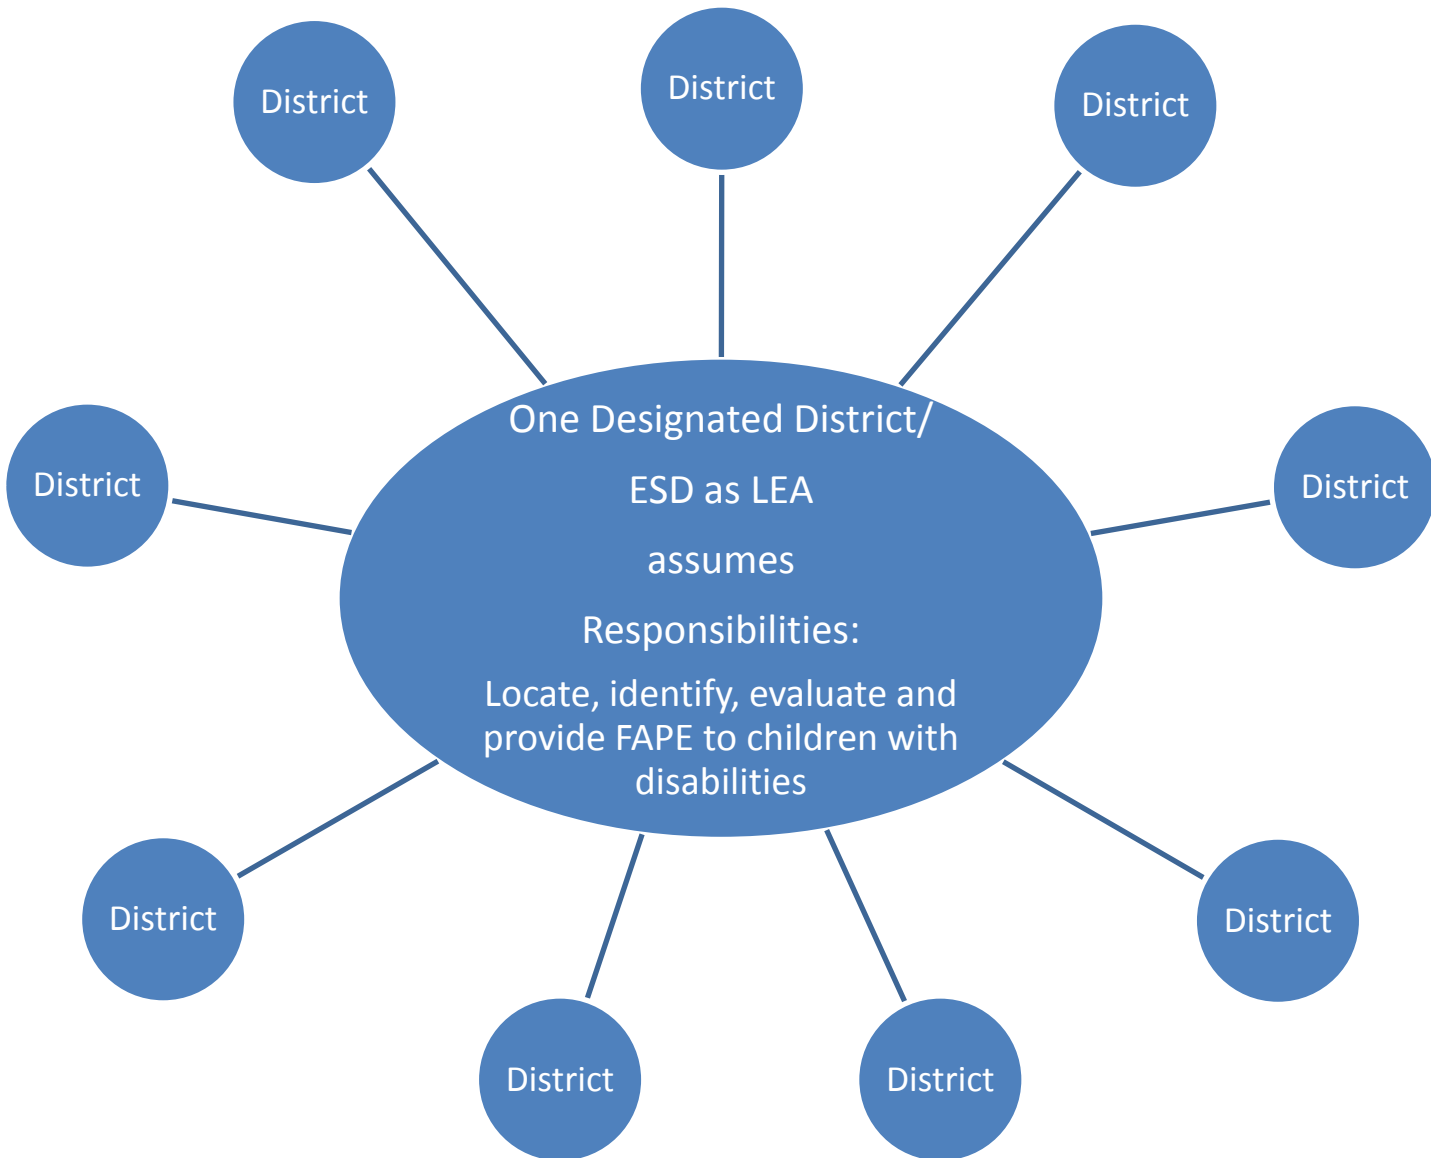 District
District
District
District
District
One Designated District/
ESD as LEA
assumes
Responsibilities:
Locate, identify, evaluate and
provide FAPE to children with
disabilities
District
District
District
District